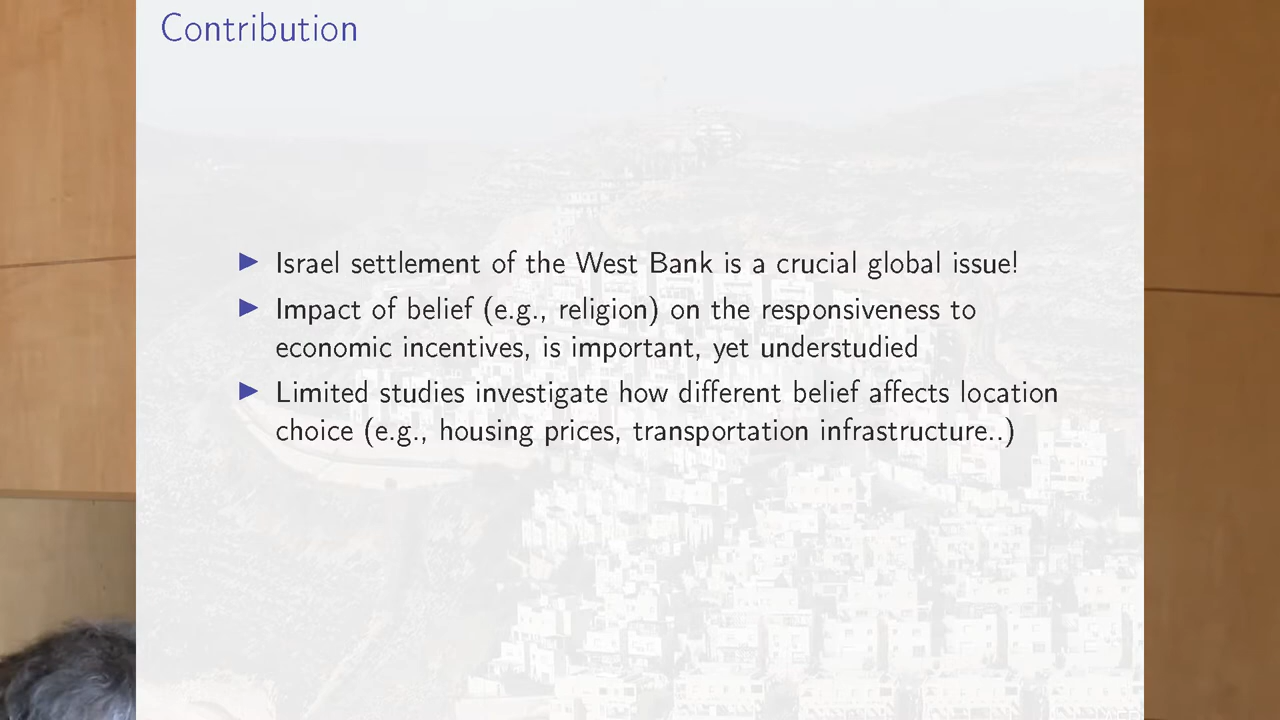 Contribution
Israel settlement of the West Bank is a crucial global issue!
Impact of belief (e.g., religion) on the responsiveness to
economic incentives, is important, yet understudied
Limited studies investigate how different belief affects location
choice (e.g., housing prices, transportation infrastructure..)